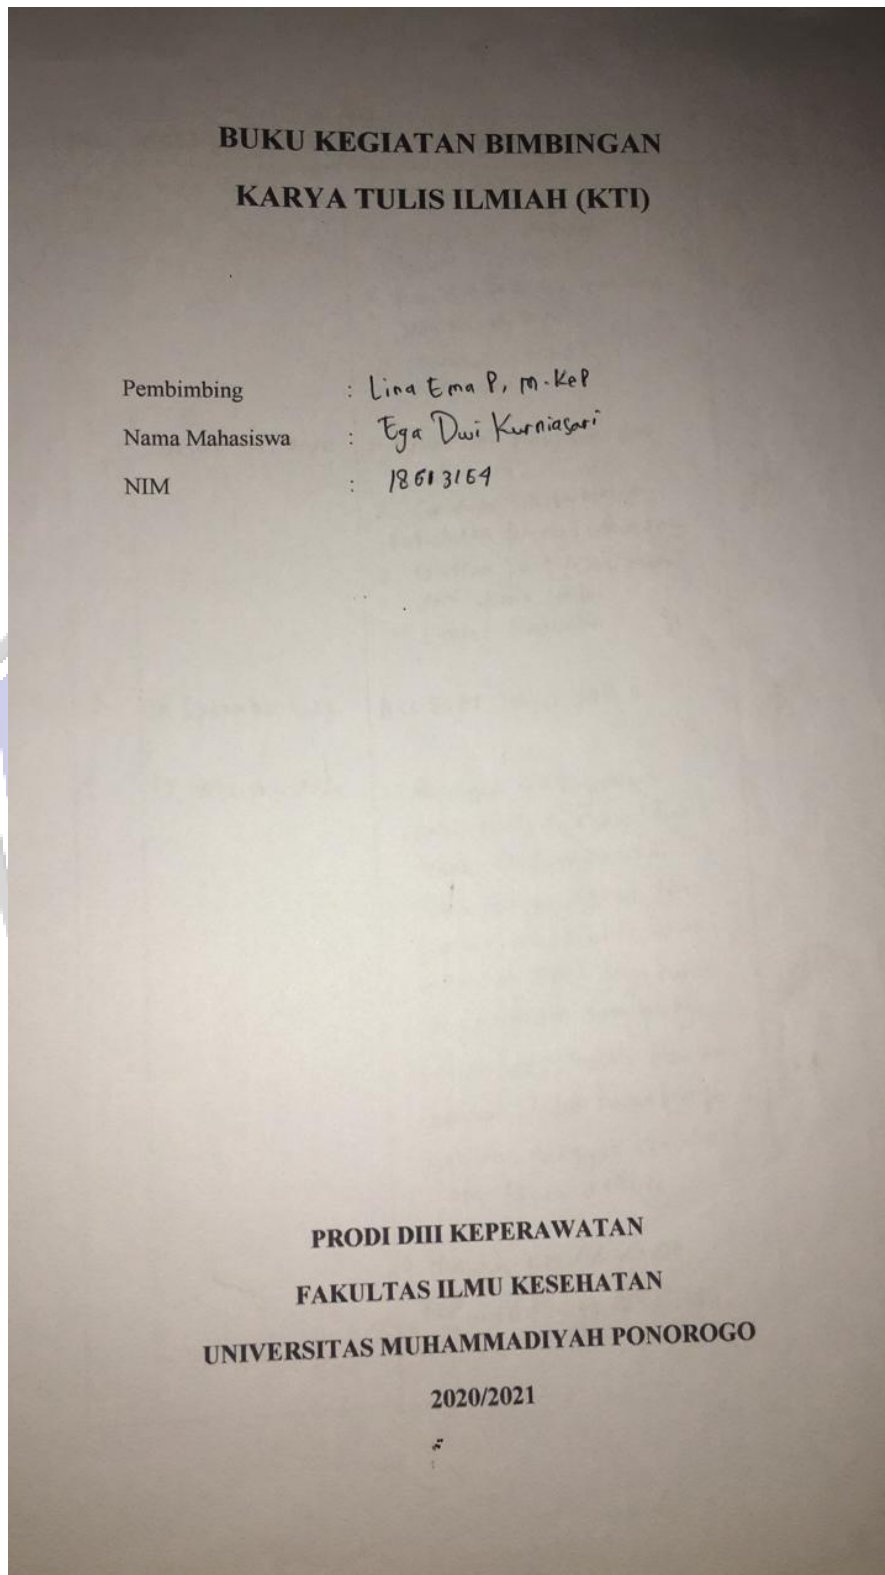 BUKU KEGIATAN BIMBINGAN
KARYA TULIS ILMIAH (KTI)
Pembimbing : Lina Ema P, M.Kep
Nama Mahasiswa : Ega Dwi Kurniasari
NIM : 18613164
PRODI DIII KEPERAWATAN
FAKULTAS ILMU KESEHATAN
UNIVERSITAS MUHAMMADIYAH PONOROGO
2020/2021